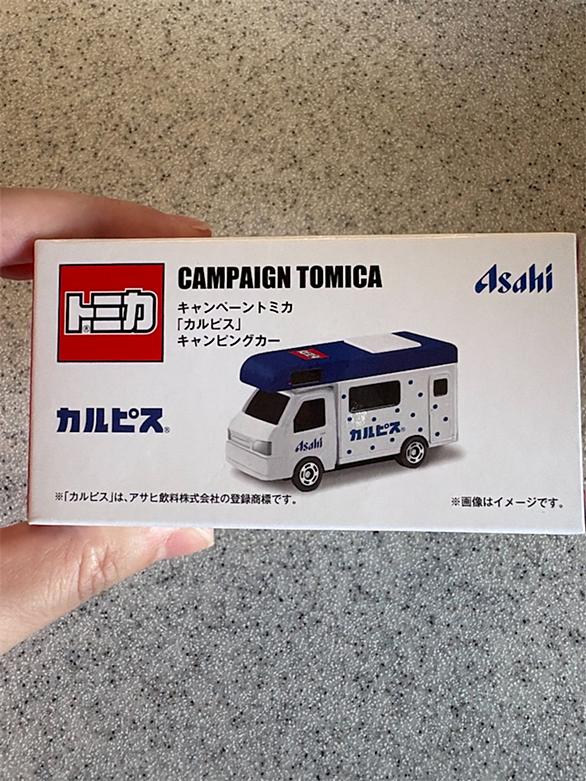 トミカ®
CAMPAIGN TOMICA
キャンペーントミカ
「カルピス」
キャンピングカー
Asahi
カルピス®
Asahi
カルピス®
※「カルピス」は、アサヒ飲料株式会社の登録商標です。
※画像はイメージです。